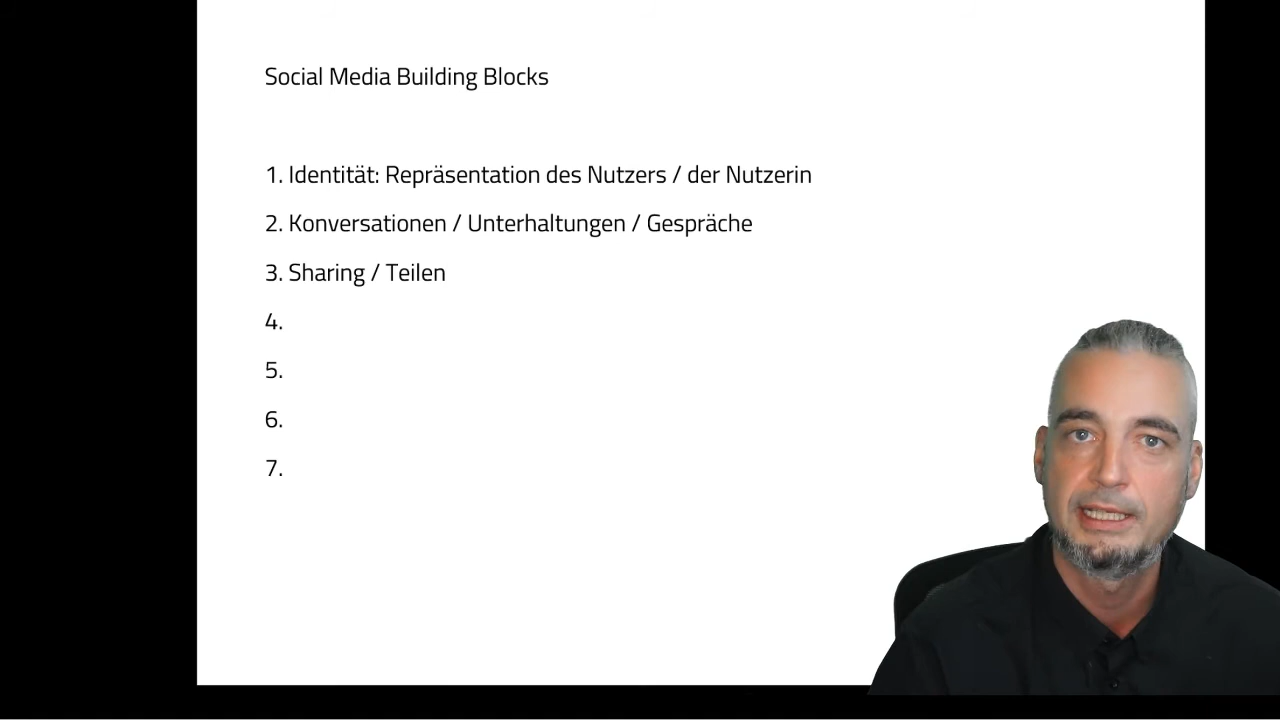 Social Media Building Blocks
1. Identität: Repräsentation des Nutzers / der Nutzerin
2. Konversationen / Unterhaltungen / Gespräche
3. Sharing / Teilen
4.
5.
6.
7.